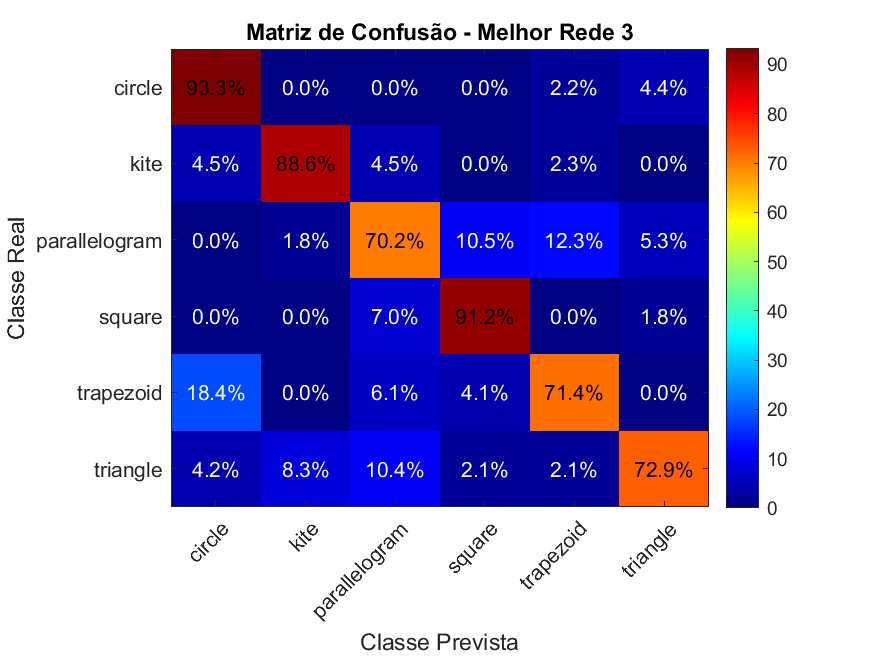 Matriz de Confusão - Melhor Rede 3
circle 93.3% 0.0% 0.0% 0.0% 2.2% 4.4%
kite 4.5% 88.6% 4.5% 0.0% 2.3% 0.0%
parallelogram 0.0% 1.8% 70.2% 10.5% 12.3% 5.3%
square 0.0% 0.0% 7.0% 91.2% 0.0% 1.8%
trapezoid 18.4% 0.0% 6.1% 4.1% 71.4% 0.0%
triangle 4.2% 8.3% 10.4% 2.1% 2.1% 72.9%
circle kite parallelogram square trapezoid triangle
Classe Prevista
Classe Real
90
80
70
60
50
40
30
20
10
0